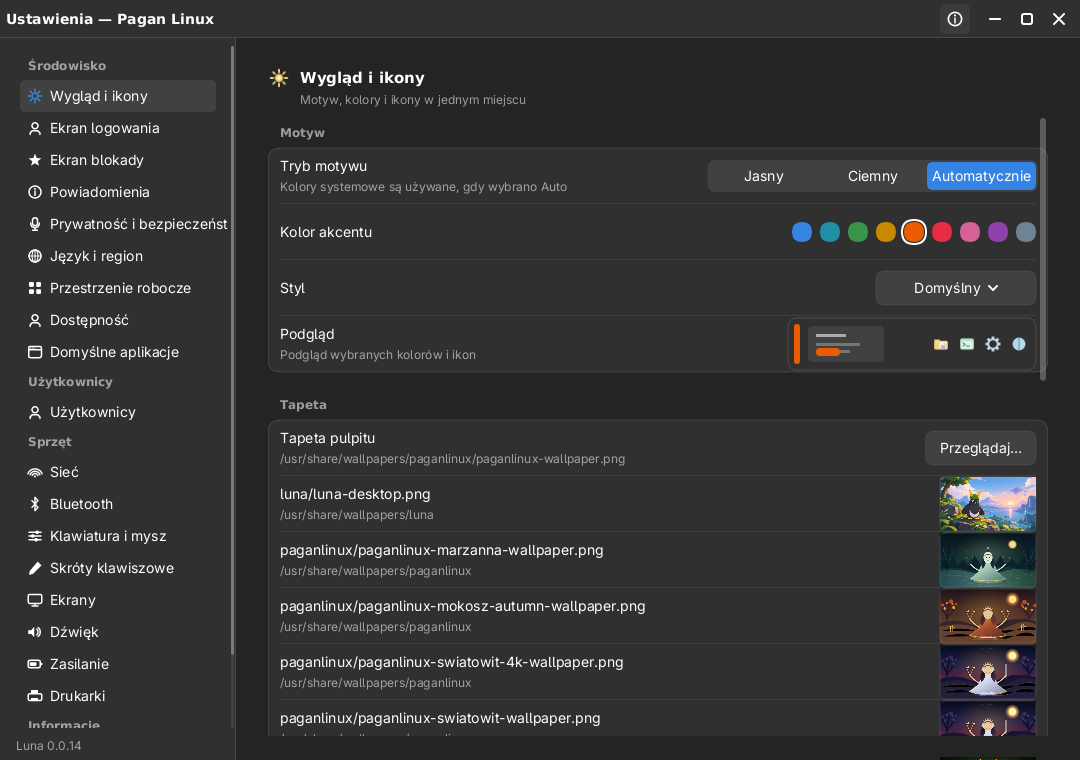 Ustawienia — Pagan Linux
Środowisko
Wygląd i ikony
Ekran logowania
Ekran blokady
Powiadomienia
Prywatność i bezpieczeńst
Język i region
Przestrzenie robocze
Dostępność
Domyślne aplikacje
Użytkownicy
Użytkownicy
Sprzęt
Sieć
Bluetooth
Klawiatura i mysz
Skróty klawiszowe
Ekrany
Dźwięk
Zasilanie
Drukarki
Informacje
Luna 0.0.14
Wygląd i ikony
Motyw, kolory i ikony w jednym miejscu
Motyw
Tryb motywu
Kolory systemowe są używane, gdy wybrano Auto
Jasny
Ciemny
Automatycznie
Kolor akcentu
Styl
Domyślny
Podgląd
Podgląd wybranych kolorów i ikon
Tapeta
Tapeta pulpitu
/usr/share/wallpapers/paganlinux/paganlinux-wallpaper.png
Przeglądaj...
luna/luna-desktop.png
/usr/share/wallpapers/luna
paganlinux/paganlinux-marzanna-wallpaper.png
/usr/share/wallpapers/paganlinux
paganlinux/paganlinux-mokosz-autumn-wallpaper.png
/usr/share/wallpapers/paganlinux
paganlinux/paganlinux-swiatowit-4k-wallpaper.png
/usr/share/wallpapers/paganlinux
paganlinux/paganlinux-swiatowit-wallpaper.png